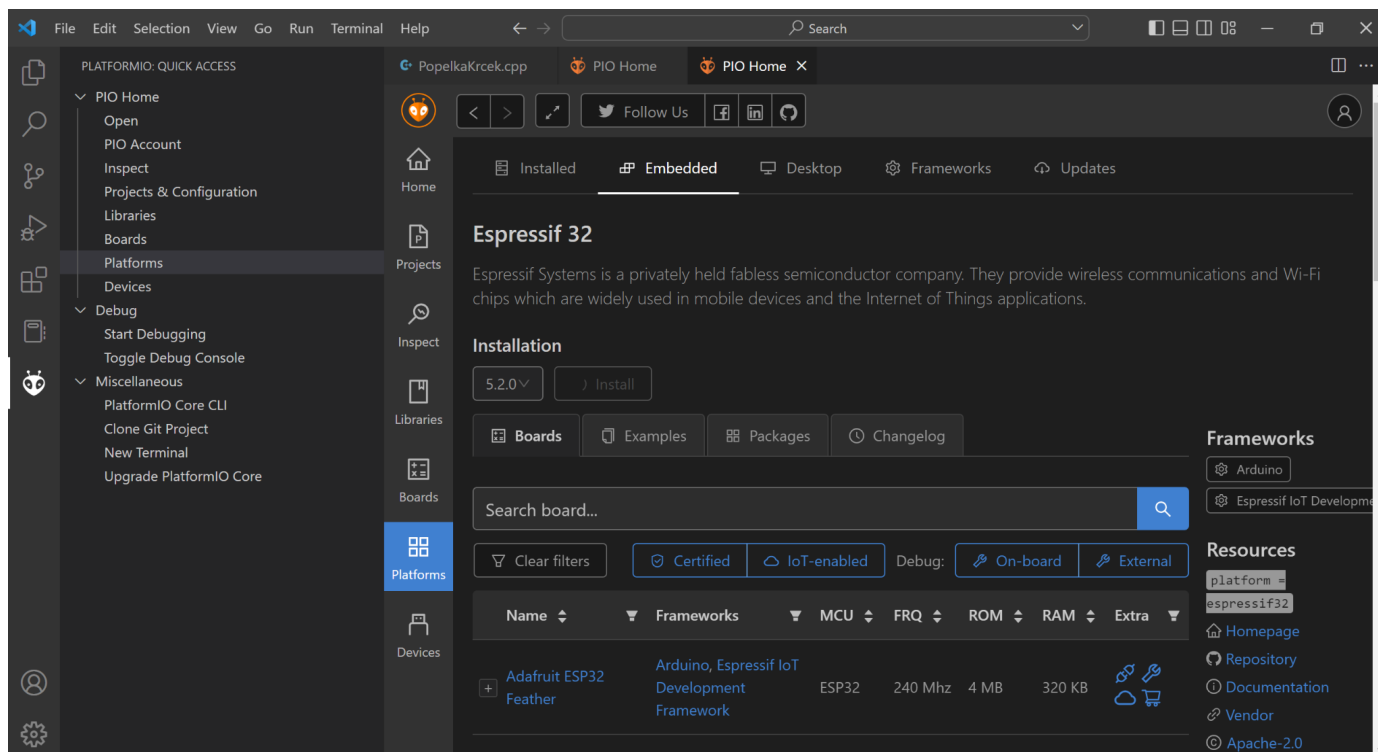 File Edit Selection View Go Run Terminal Help
Search
PLATFORMIO: QUICK ACCESS
PIO Home
Open
PIO Account
Inspect
Projects & Configuration
Libraries
Boards
Platforms
Devices
Debug
Start Debugging
Toggle Debug Console
Miscellaneous
PlatformIO Core CLI
Clone Git Project
New Terminal
Upgrade PlatformIO Core
PopelkaKrcek.cpp PIO Home PIO Home
Follow Us
Home
Projects
Inspect
Libraries
Boards
Platforms
Devices
Installed Embedded Desktop Frameworks Updates
Espressif 32
Espressif Systems is a privately held fabless semiconductor company. They provide wireless communications and Wi-Fi
chips which are widely used in mobile devices and the Internet of Things applications.
Installation
5.2.0 Install
Boards Examples Packages Changelog
Search board...
Clear filters Certified IoT-enabled Debug: On-board External
Name Frameworks MCU FRQ ROM RAM Extra
Adafruit ESP32
Feather
Arduino, Espressif IoT
Development
Framework
ESP32 240 Mhz 4 MB 320 KB
Frameworks
Arduino
Espressif IoT Developme
Resources
platform =
espressif32
Homepage
Repository
Documentation
Vendor
Apache-2.0